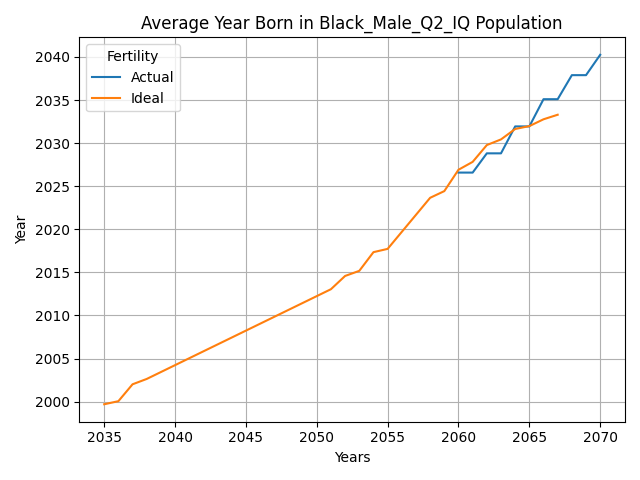 Average Year Born in Black_Male_Q2_IQ Population
Fertility
Actual
Ideal
Year
2040
2035
2030
2025
2020
2015
2010
2005
2000
2035 2040 2045 2050 2055 2060 2065 2070
Years